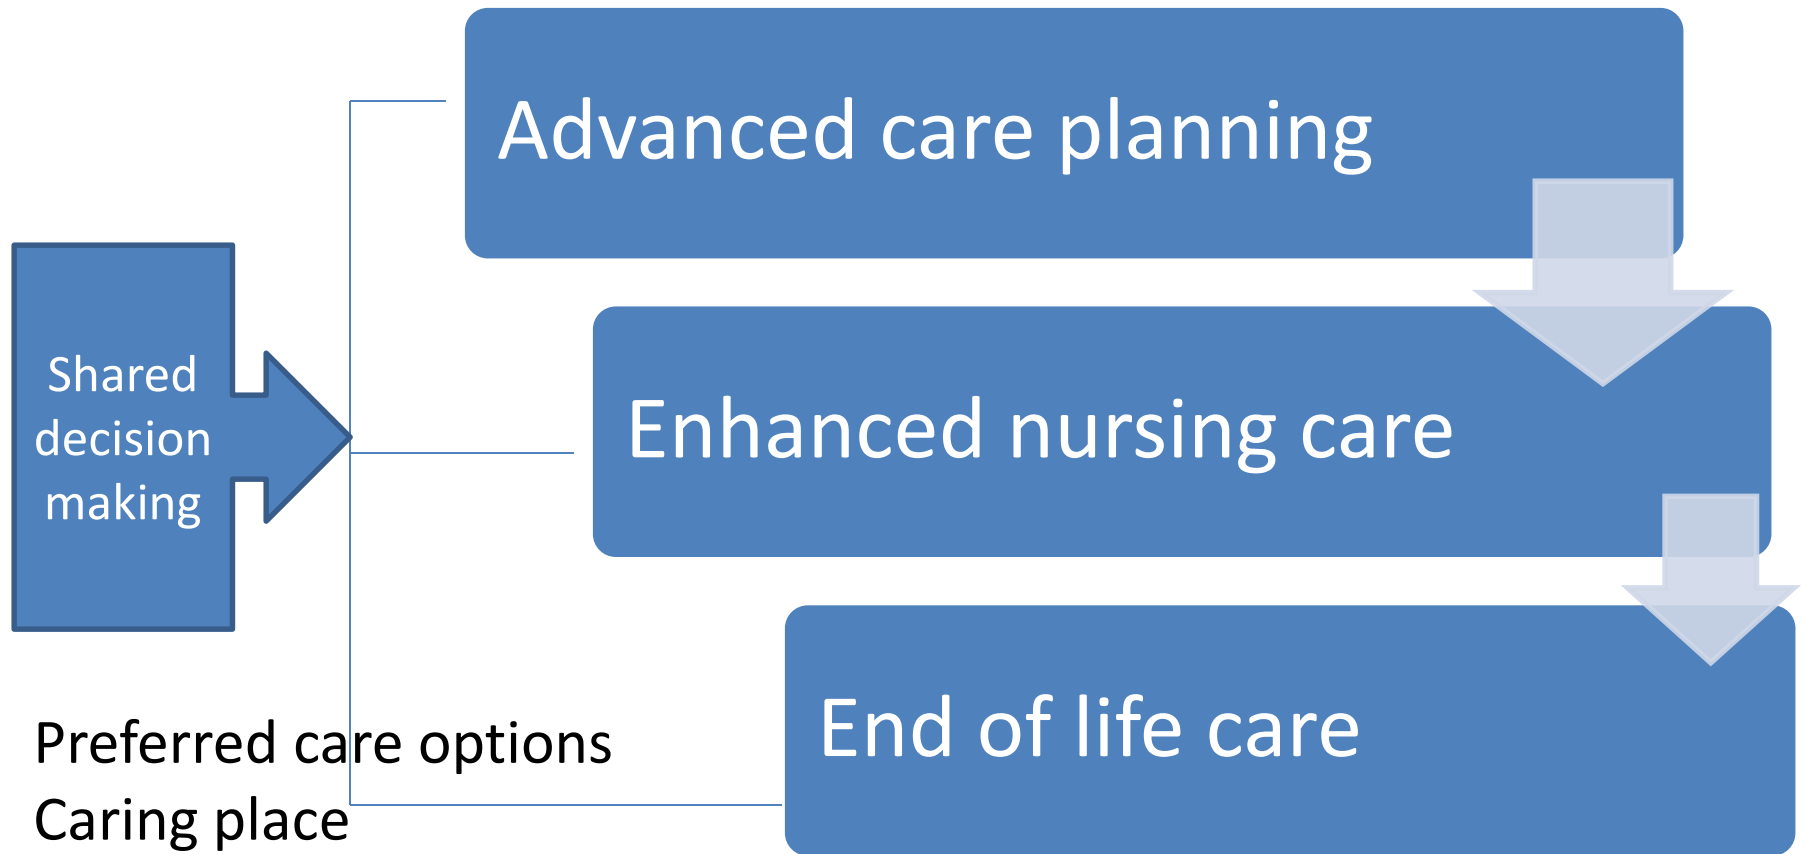 Advanced care planning
Shared
decision
making
Enhanced nursing care
End of life care
Preferred care options
Caring place